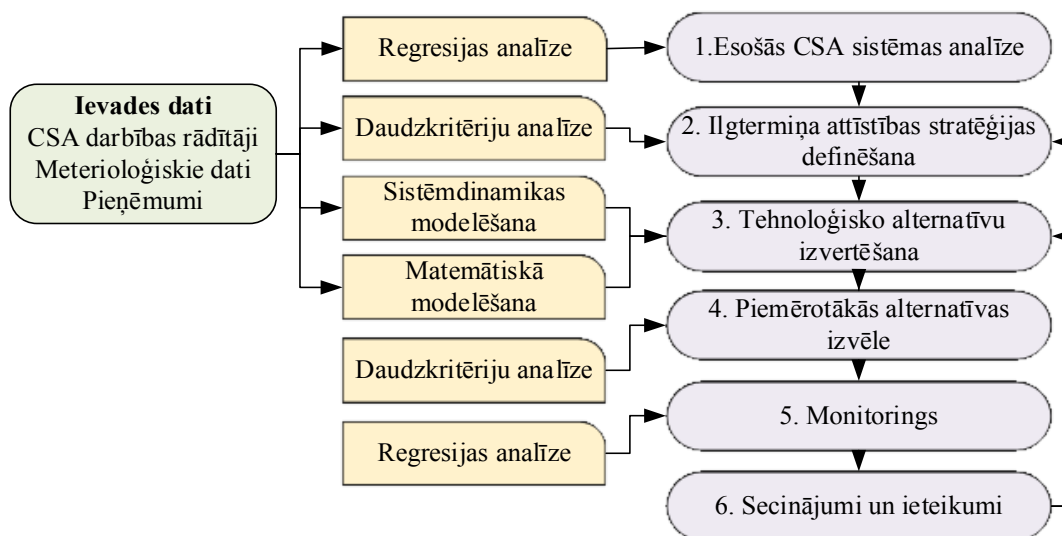 Ievades dati
CSA darbības rādītāji
Meterioloģiskie dati
Pieņēmumi
Regresijas analīze
Daudzkritēriju analīze
Sistēmdinamikas
modelēšana
Matemātiskā
modelēšana
Daudzkritēriju analīze
Regresijas analīze
1.Esošās CSA sistēmas analīze
2. Ilgtermiņa attīstības stratēģijas
definēšana
3. Tehnoloģisko alternatīvu
izvertēšana
4. Piemērotākās alternatīvas
izvēle
5. Monitorings
6. Secinājumi un ieteikumi